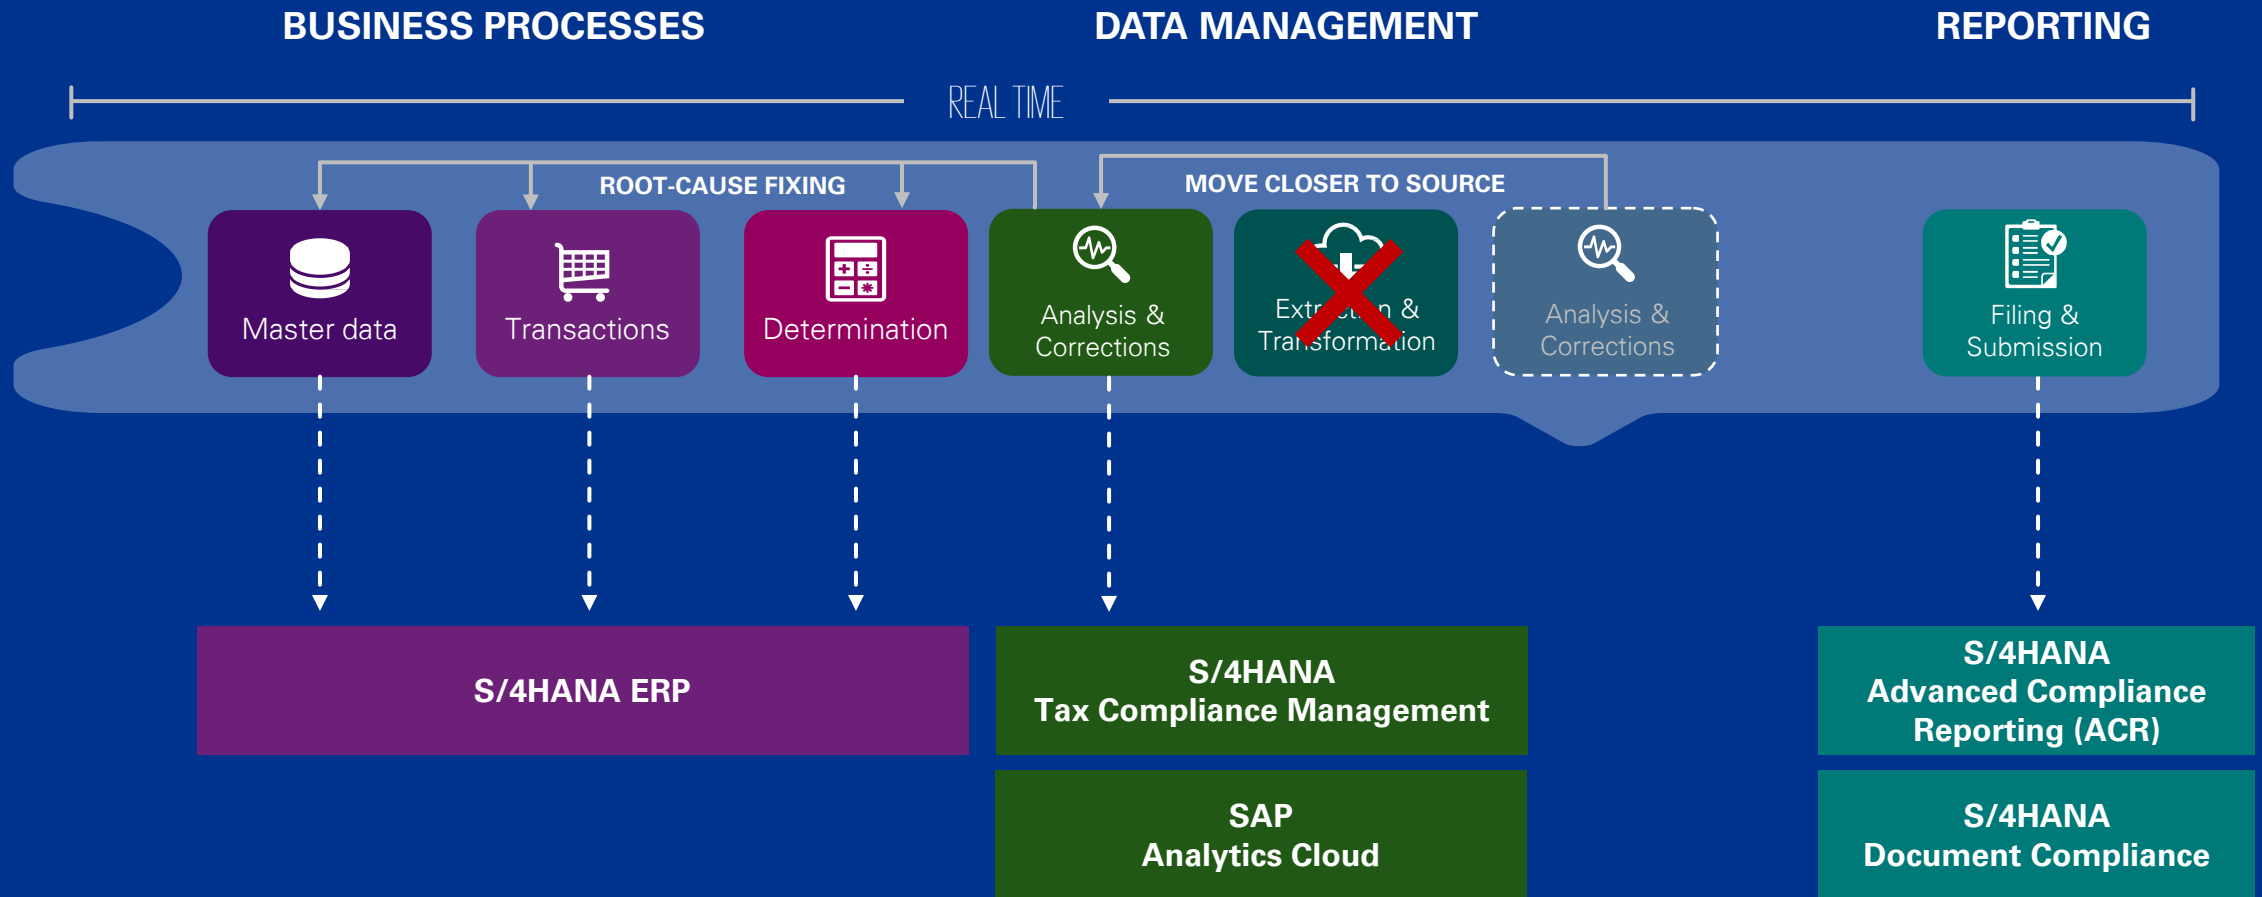 BUSINESS PROCESSES
DATA MANAGEMENT
REPORTING
REAL TIME
ROOT-CAUSE FIXING
MOVE CLOSER TO SOURCE
Master data
Transactions
Determination
Analysis &
Corrections
Extraction &
Transformation
Analysis &
Corrections
Filing &
Submission
S/4HANA ERP
S/4HANA
Tax Compliance Management
S/4HANA
Advanced Compliance
Reporting (ACR)
SAP
Analytics Cloud
S/4HANA
Document Compliance